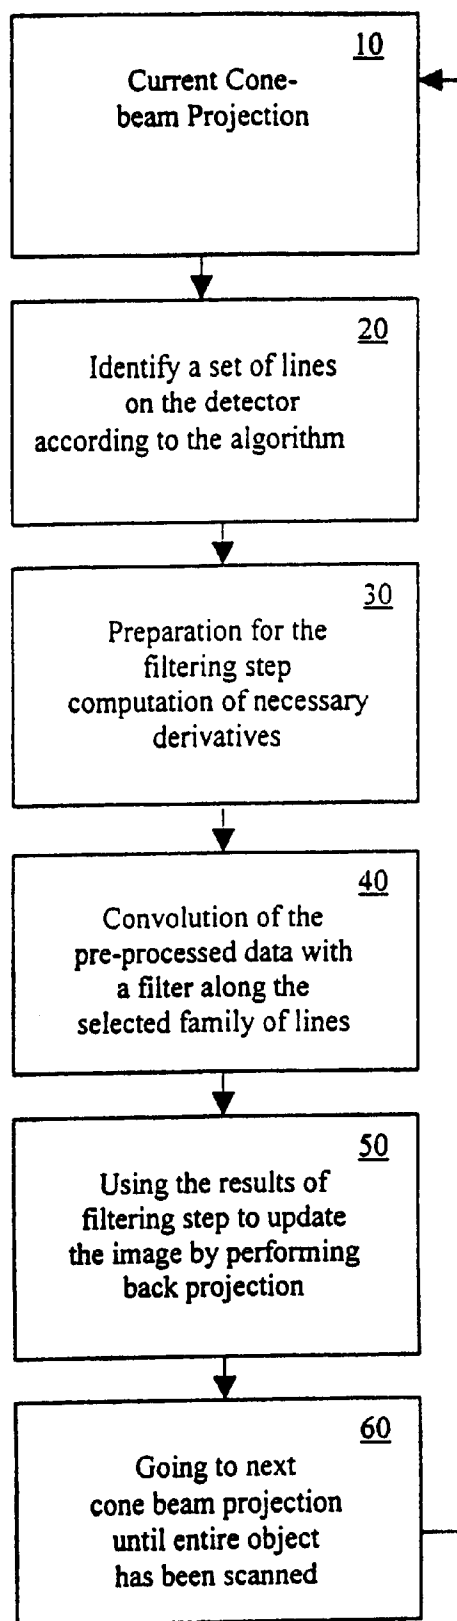 10
Current Cone-
beam Projection
20
Identify a set of lines
on the detector
according to the algorithm
30
Preparation for the
filtering step
computation of necessary
derivatives
40
Convolution of the
pre-processed data with
a filter along the
selected family of lines
50
Using the results of
filtering step to update
the image by performing
back projection
60
Going to next
cone beam projection
until entire object
has been scanned